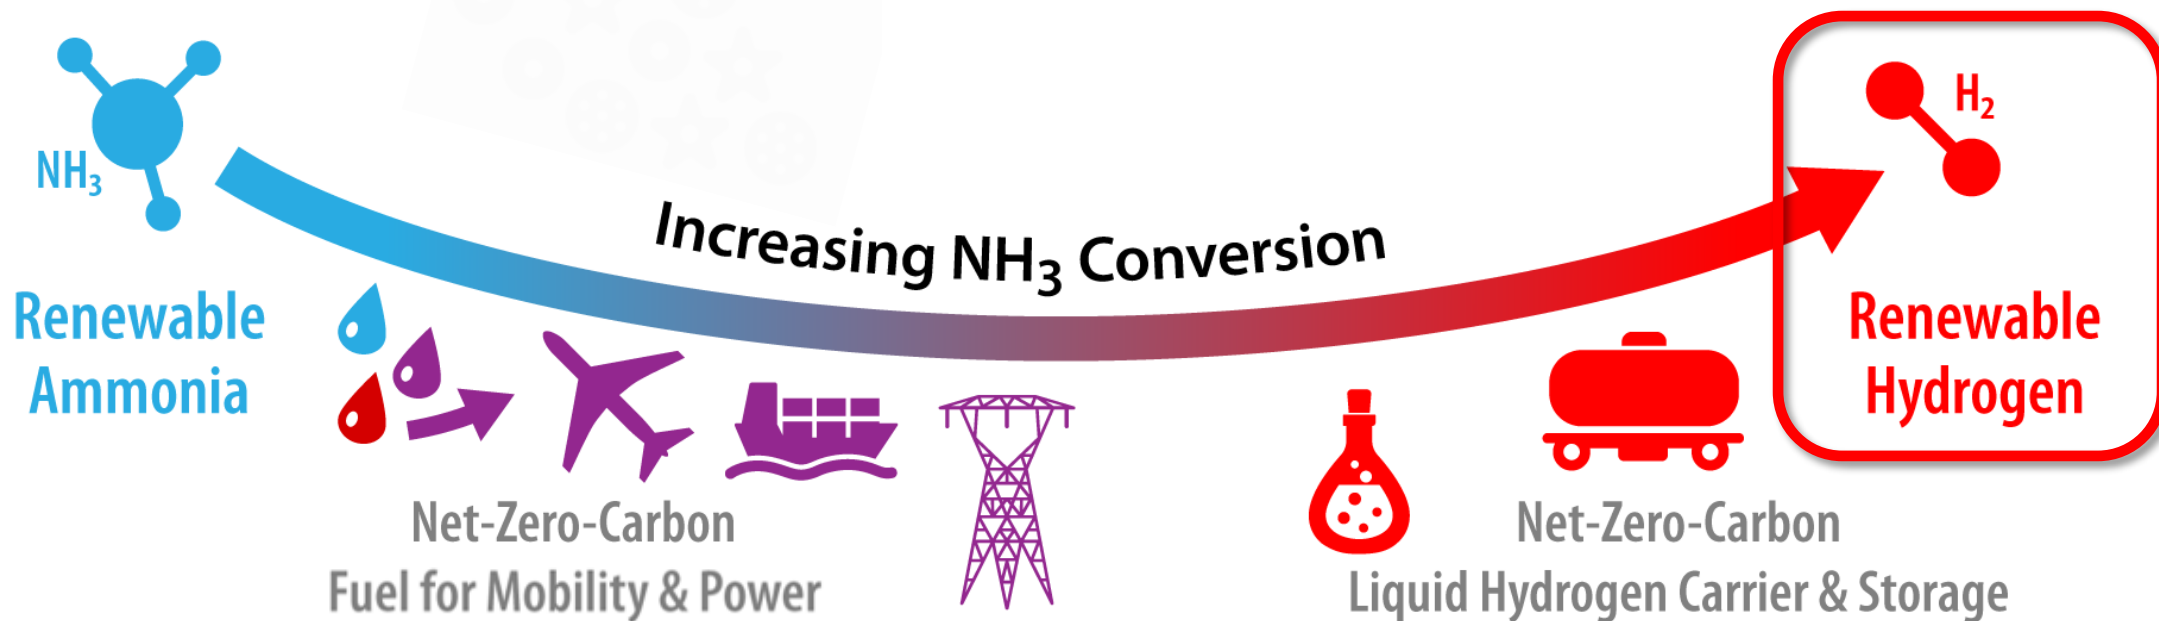 NH₃
Renewable
Ammonia
Increasing NH₃ Conversion
Net-Zero-Carbon
Fuel for Mobility & Power
Net-Zero-Carbon
Liquid Hydrogen Carrier & Storage
H₂
Renewable
Hydrogen